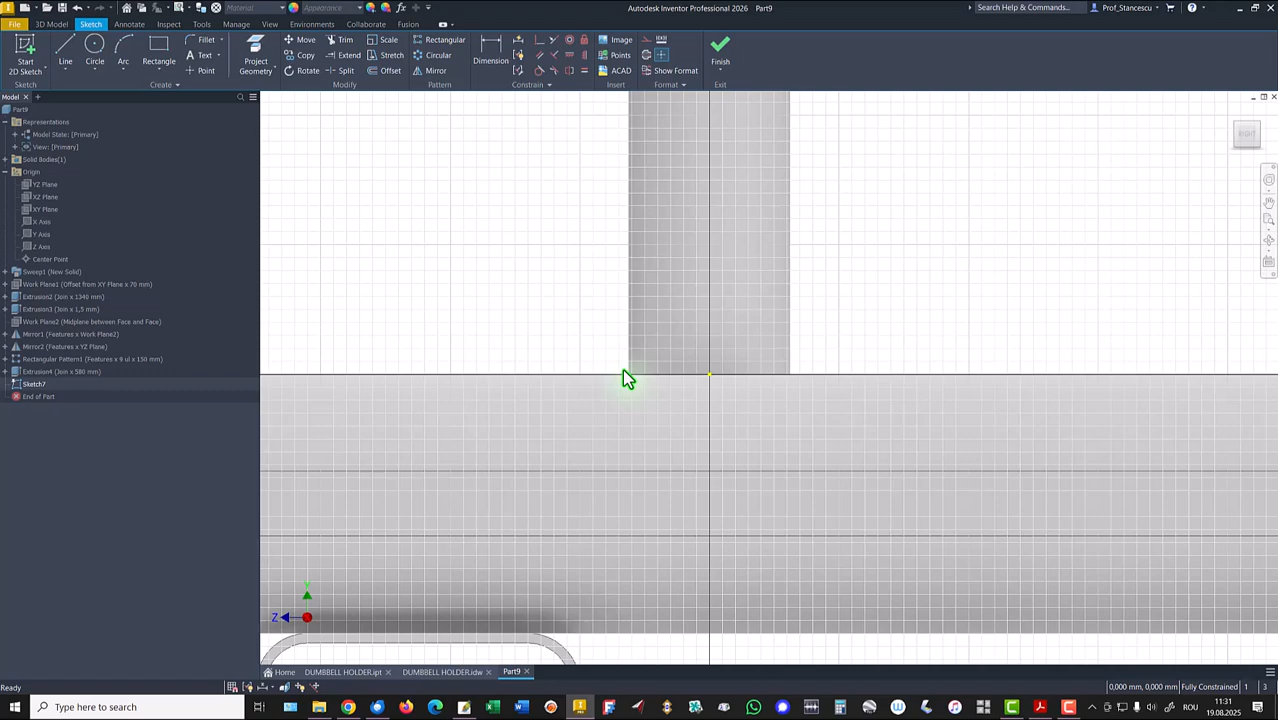 Material Appearance Autodesk Inventor Professional 2026 Part9 Search Help & Commands... Prof_Stancescu
File 3D Model Sketch Annotate Inspect Tools Manage View Environments Collaborate Fusion
Start 2D Sketch Line Circle Arc Rectangle Fillet Text Point Project Geometry Move Copy Rotate Trim Extend Split Scale Stretch Offset Rectangular Circular Mirror Dimension Image Points ACAD Show Format Finish
Sketch Create Modify Pattern Constrain Insert Format Exit
Model
Part9
Representations
Model State: [Primary]
View: [Primary]
Solid Bodies(1)
Origin
YZ Plane
XZ Plane
XY Plane
X Axis
Y Axis
Z Axis
Center Point
Sweep1 (New Solid)
Work Plane1 (Offset from XY Plane x 70 mm)
Extrusion2 (Join x 1340 mm)
Extrusion3 (Join x 1,5 mm)
Work Plane2 (Midplane between Face and Face)
Mirror1 (Features x Work Plane2)
Mirror2 (Features x YZ Plane)
Rectangular Pattern1 (Features x 9 ul x 150 mm)
Extrusion4 (Join x 580 mm)
Sketch7
End of Part
RIGHT
Y
Z
Home DUMBBELL HOLDER.ipt DUMBBELL HOLDER.idw Part9
Ready 0,000 mm, 0,000 mm Fully Constrained 1 3
Type here to search ROU 11:31
19.08.2025